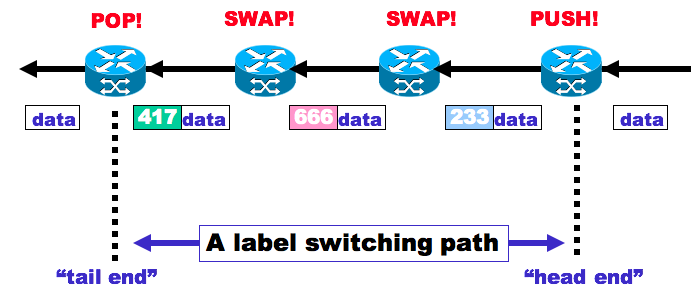 POP! SWAP! SWAP! PUSH!
data 417 data 666 data 233 data data
A label switching path
“tail end” “head end”